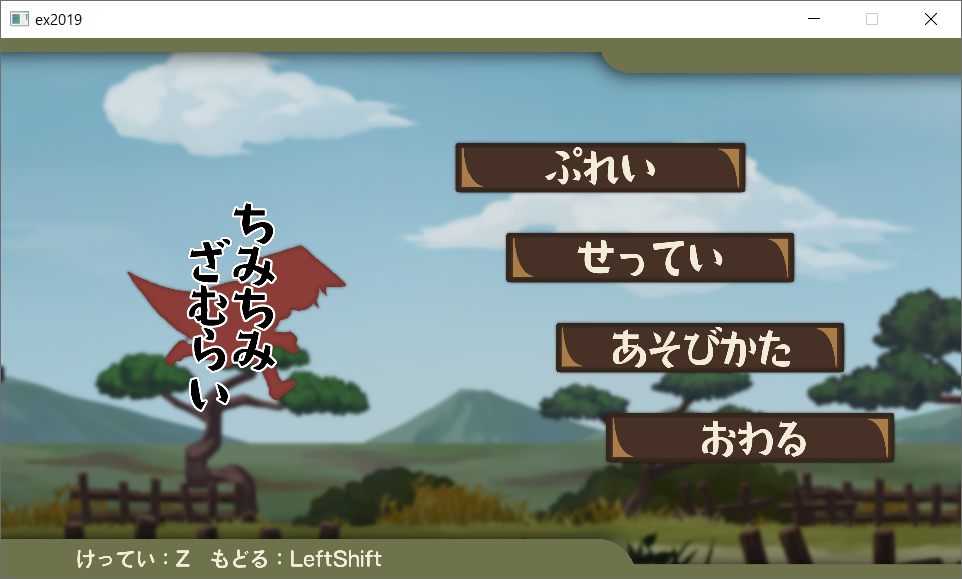 ex2019
ちみちみ
ざむらい
ぷれい
せってい
あそびかた
おわる
けってい：Z　もどる：LeftShift